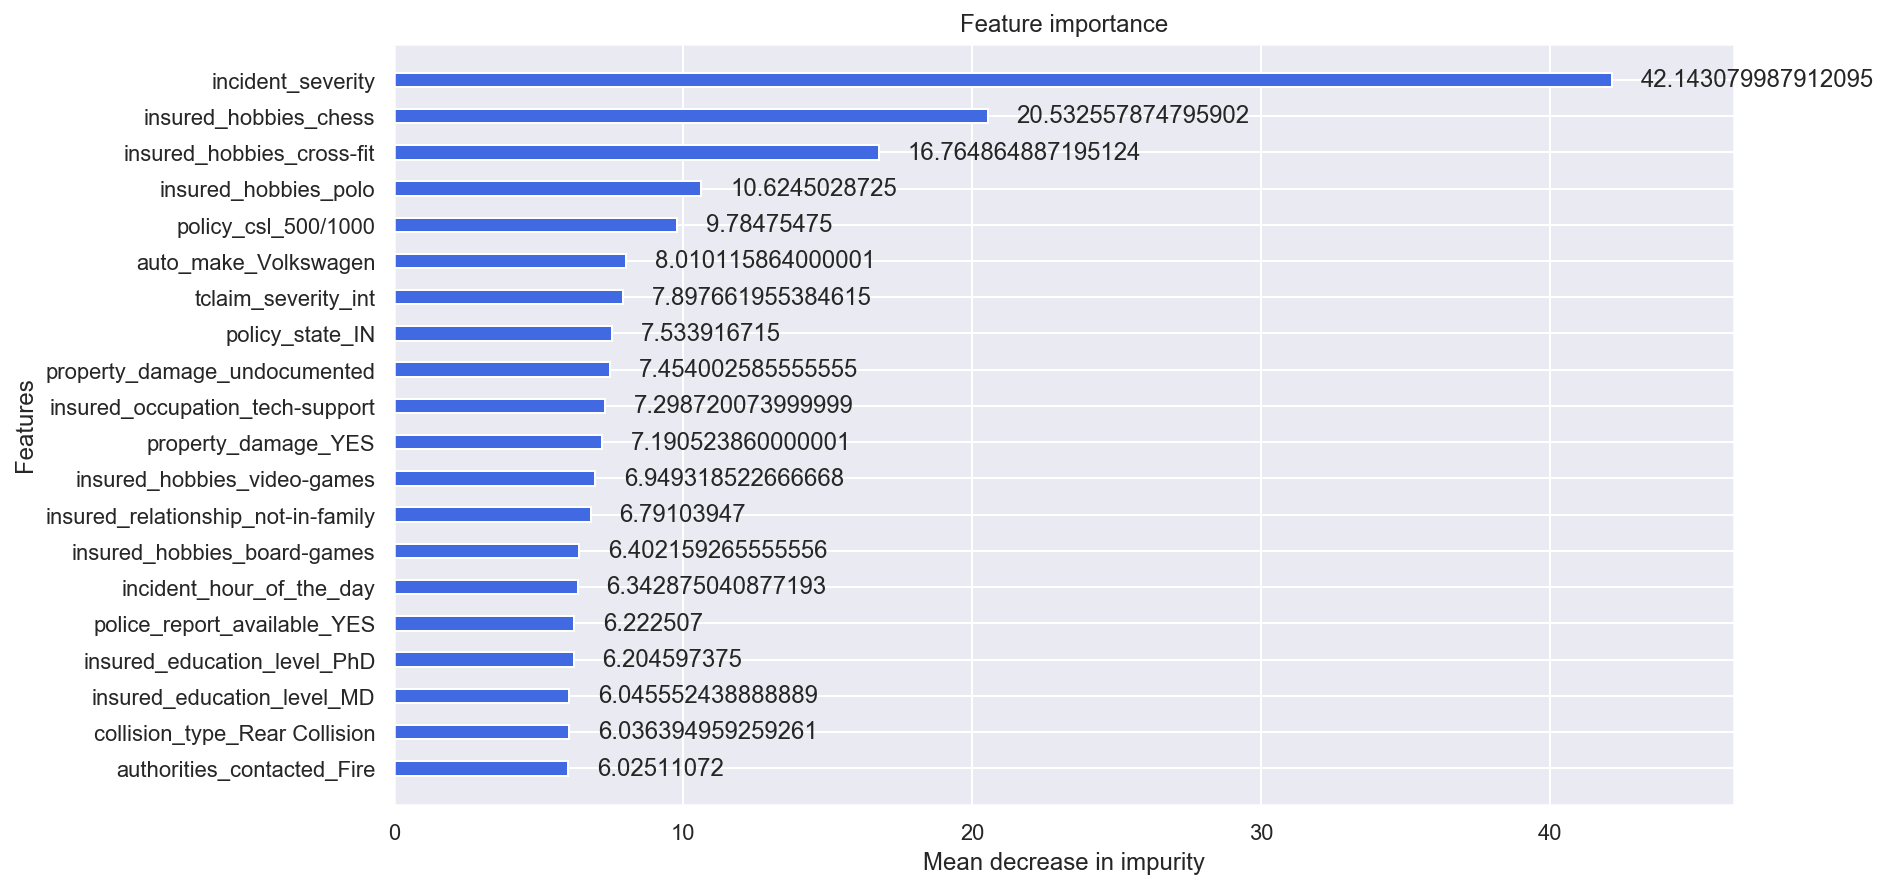 Feature importance
incident_severity 42.143079987912095
insured_hobbies_chess 20.532557874795902
insured_hobbies_cross-fit 16.764864887195124
insured_hobbies_polo 10.6245028725
policy_csl_500/1000 9.78475475
auto_make_Volkswagen 8.010115864000001
tclaim_severity_int 7.897661955384615
policy_state_IN 7.533916715
property_damage_undocumented 7.454002585555555
insured_occupation_tech-support 7.298720073999999
property_damage_YES 7.190523860000001
insured_hobbies_video-games 6.949318522666668
insured_relationship_not-in-family 6.79103947
insured_hobbies_board-games 6.402159265555556
incident_hour_of_the_day 6.342875040877193
police_report_available_YES 6.222507
insured_education_level_PhD 6.204597375
insured_education_level_MD 6.045552438888889
collision_type_Rear Collision 6.036394959259261
authorities_contacted_Fire 6.02511072
Features
0 10 20 30 40
Mean decrease in impurity